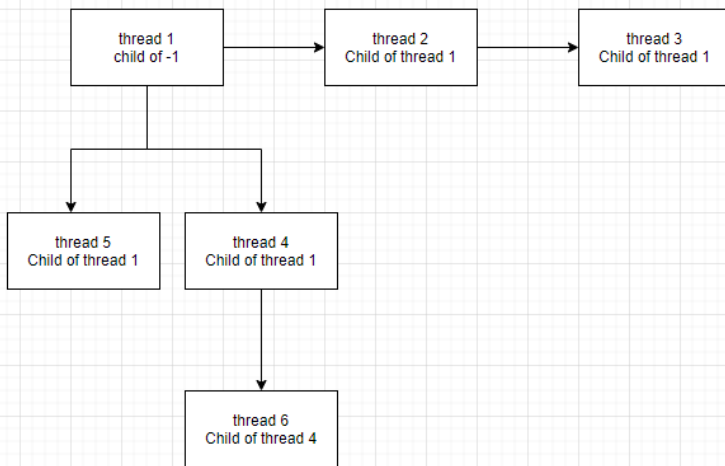 thread 1
child of -1
thread 2
Child of thread 1
thread 3
Child of thread 1
thread 5
Child of thread 1
thread 4
Child of thread 1
thread 6
Child of thread 4